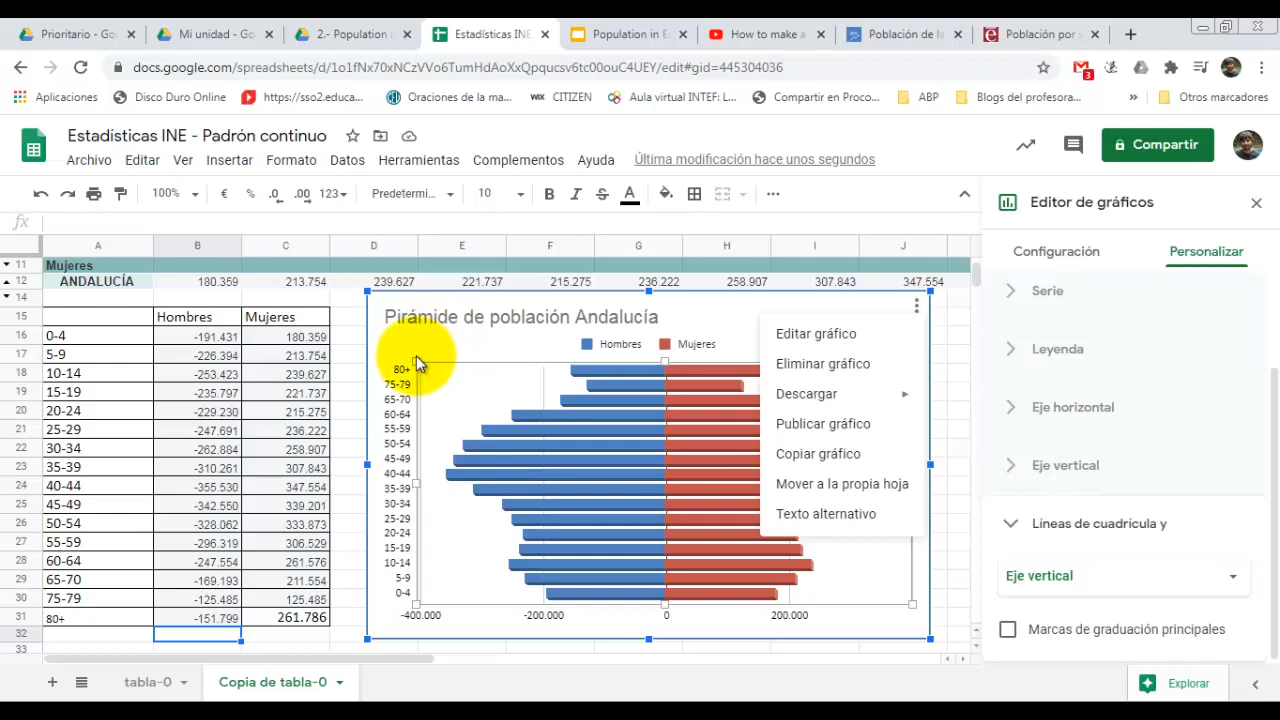 Prioritario - Go
Mi unidad - Go
2.- Population
Estadísticas INE
Population in E
How to make a
Población de la
Población por s
docs.google.com/spreadsheets/d/1o1fNx70xNCzVVo6TumHdAoXxQpqucsv6tc00ouC4UEY/edit#gid=445304036
3
Aplicaciones
Disco Duro Online
https://sso2.educa...
Oraciones de la ma...
WIX CITIZEN
Aula virtual INTEF: L...
Compartir en Proco...
ABP
Blogs del profesora...
»
Otros marcadores
Estadísticas INE - Padrón continuo
Archivo Editar Ver Insertar Formato Datos Herramientas Complementos Ayuda Última modificación hace unos segundos
Compartir
100% € % .0 .00 123 Predetermi... 10 B I S A
fx
Editor de gráficos
Configuración Personalizar
A B C D E F G H I J
11 Mujeres
12 ANDALUCÍA 180.359 213.754 239.627 221.737 215.275 236.222 258.907 307.843 347.554
14
15 Hombres Mujeres
16 0-4 -191.431 180.359
17 5-9 -226.394 213.754
18 10-14 -253.423 239.627
19 15-19 -235.797 221.737
20 20-24 -229.230 215.275
21 25-29 -247.691 236.222
22 30-34 -262.884 258.907
23 35-39 -310.261 307.843
24 40-44 -355.530 347.554
25 45-49 -342.550 339.201
26 50-54 -328.062 333.873
27 55-59 -296.319 306.529
28 60-64 -247.554 261.576
29 65-70 -169.193 211.554
30 75-79 -125.485 125.485
31 80+ -151.799 261.786
32
33
Pirámide de población Andalucía
Hombres Mujeres
80+
75-79
65-70
60-64
55-59
50-54
45-49
40-44
35-39
30-34
25-29
20-24
15-19
10-14
5-9
0-4
-400.000 -200.000 0 200.000
Editar gráfico
Eliminar gráfico
Descargar
Publicar gráfico
Copiar gráfico
Mover a la propia hoja
Texto alternativo
Serie
Leyenda
Eje horizontal
Eje vertical
Líneas de cuadrícula y
Eje vertical
Marcas de graduación principales
tabla-0
Copia de tabla-0
Explorar